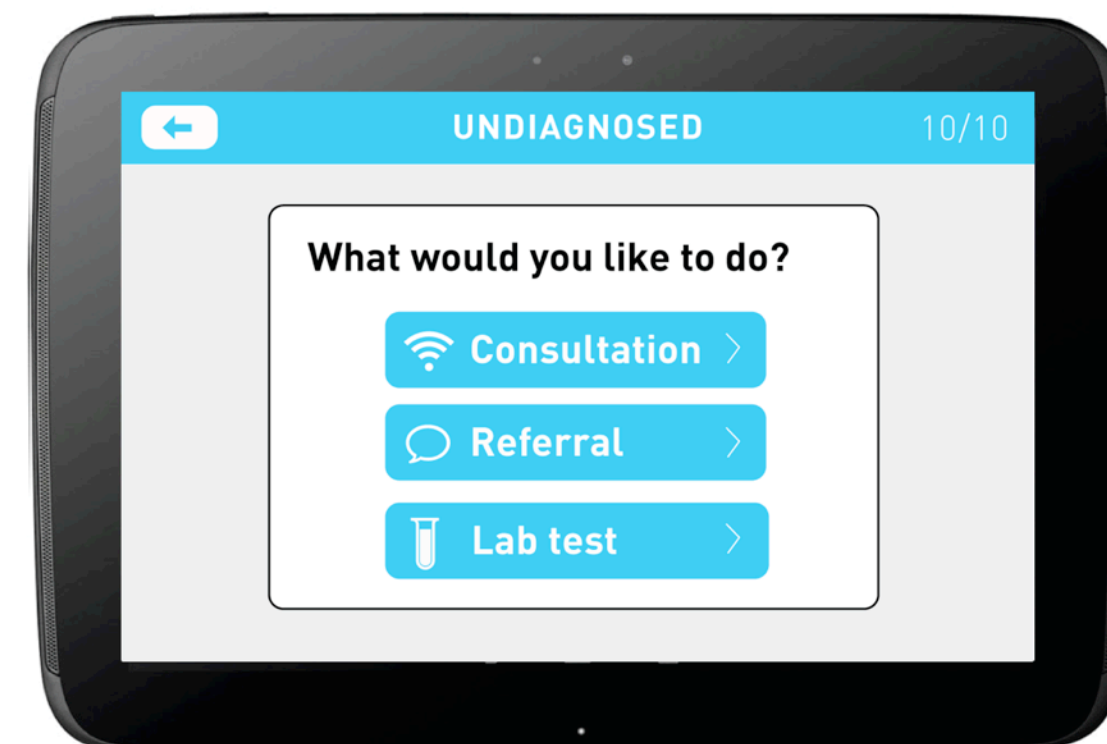 UNDIAGNOSED 10/10
What would you like to do?
Consultation
Referral
Lab test